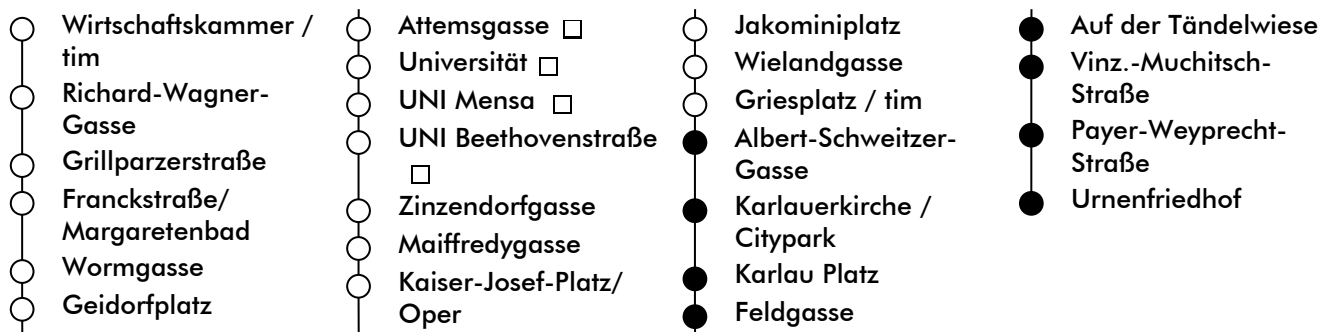 Wirtschaftskammer /
tim
Richard-Wagner-
Gasse
Grillparzerstraße
Franckstraße/
Margaretenbad
Wormgasse
Geidorfplatz
Attemsgasse □
Universität □
UNI Mensa □
UNI Beethovenstraße
□
Zinzendorfgasse
Maiffredygasse
Kaiser-Josef-Platz/
Oper
Jakominiplatz
Wielandgasse
Griesplatz / tim
Albert-Schweitzer-
Gasse
Karlauerkirche /
Citypark
Karlau Platz
Feldgasse
Auf der Tändelwiese
Vinz.-Muchitsch-
Straße
Payer-Weyprecht-
Straße
Urnenfriedhof